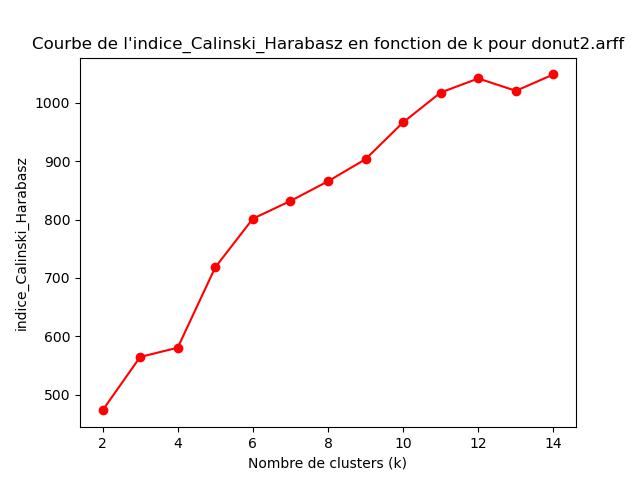 Courbe de l'indice_Calinski_Harabasz en fonction de k pour donut2.arff
1000
900
800
700
600
500
indice_Calinski_Harabasz
2 4 6 8 10 12 14
Nombre de clusters (k)